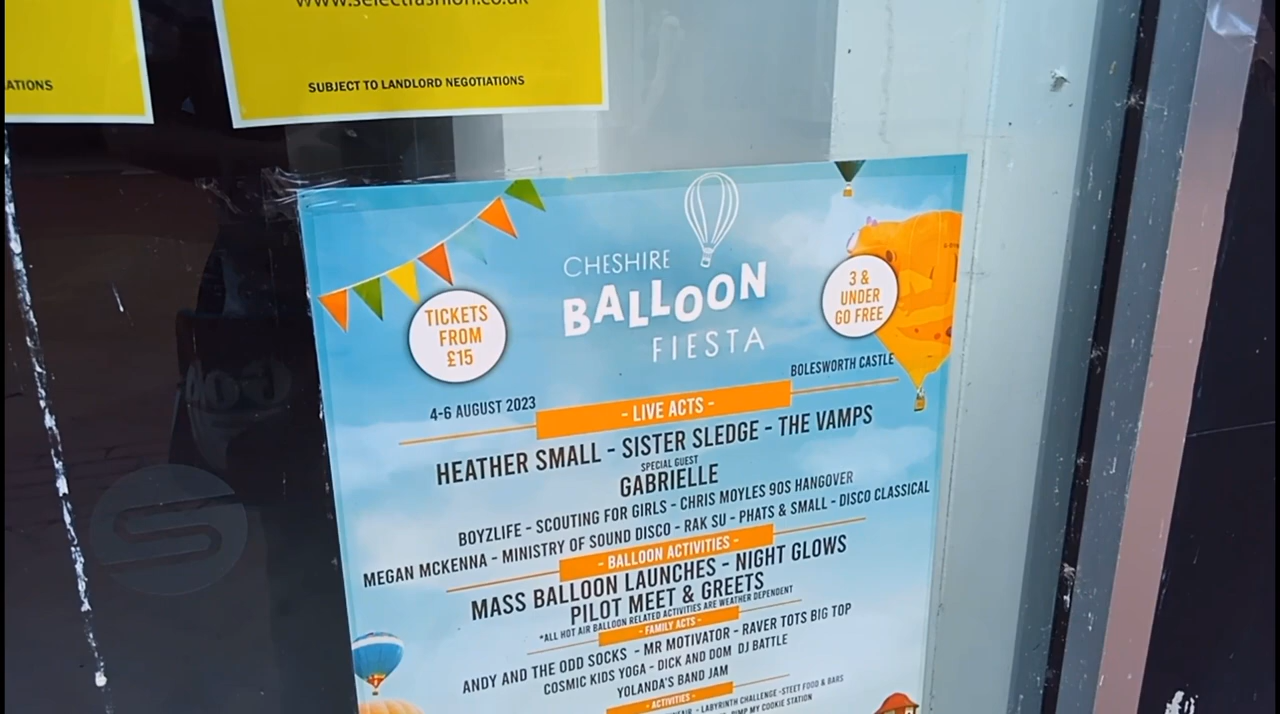 www.selectfashion.co.uk
ATIONS
SUBJECT TO LANDLORD NEGOTIATIONS
CHESHIRE
BALLOON
FIESTA
TICKETS
FROM
£15
3 &
UNDER
GO FREE
4-6 AUGUST 2023
BOLESWORTH CASTLE
- LIVE ACTS -
HEATHER SMALL - SISTER SLEDGE - THE VAMPS
SPECIAL GUEST
GABRIELLE
BOYZLIFE - SCOUTING FOR GIRLS - CHRIS MOYLES 90S HANGOVER
MEGAN MCKENNA - MINISTRY OF SOUND DISCO - RAK SU - PHATS & SMALL - DISCO CLASSICAL
- BALLOON ACTIVITIES -
MASS BALLOON LAUNCHES - NIGHT GLOWS
PILOT MEET & GREETS
*ALL HOT AIR BALLOON RELATED ACTIVITIES ARE WEATHER DEPENDENT
- FAMILY ACTS -
ANDY AND THE ODD SOCKS - MR MOTIVATOR - RAVER TOTS BIG TOP
COSMIC KIDS YOGA - DICK AND DOM DJ BATTLE
YOLANDA'S BAND JAM
- ACTIVITIES -
- LABYRINTH CHALLENGE -STEET FOOD & BARS
MY COOKIE STATION